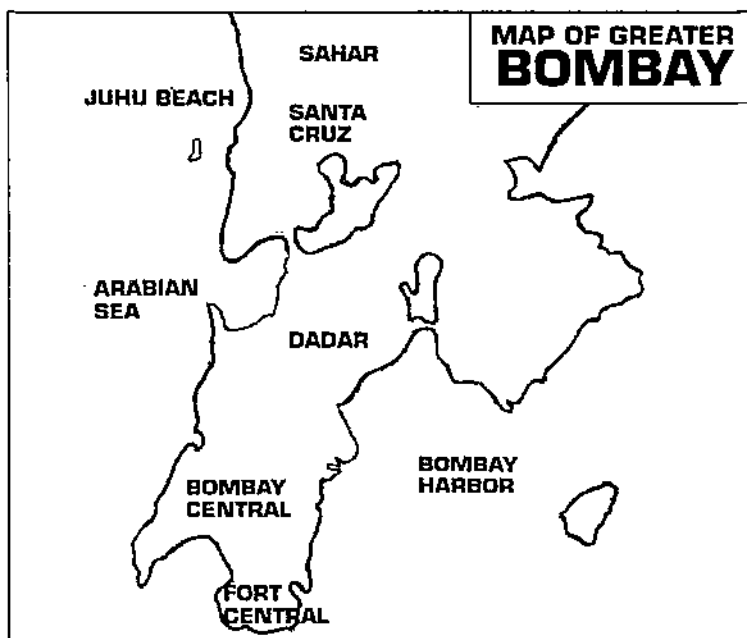 MAP OF GREATER
BOMBAY
SAHAR
JUHU BEACH
SANTA
CRUZ
ARABIAN
SEA
DADAR
BOMBAY
HARBOR
BOMBAY
CENTRAL
FORT
CENTRAL